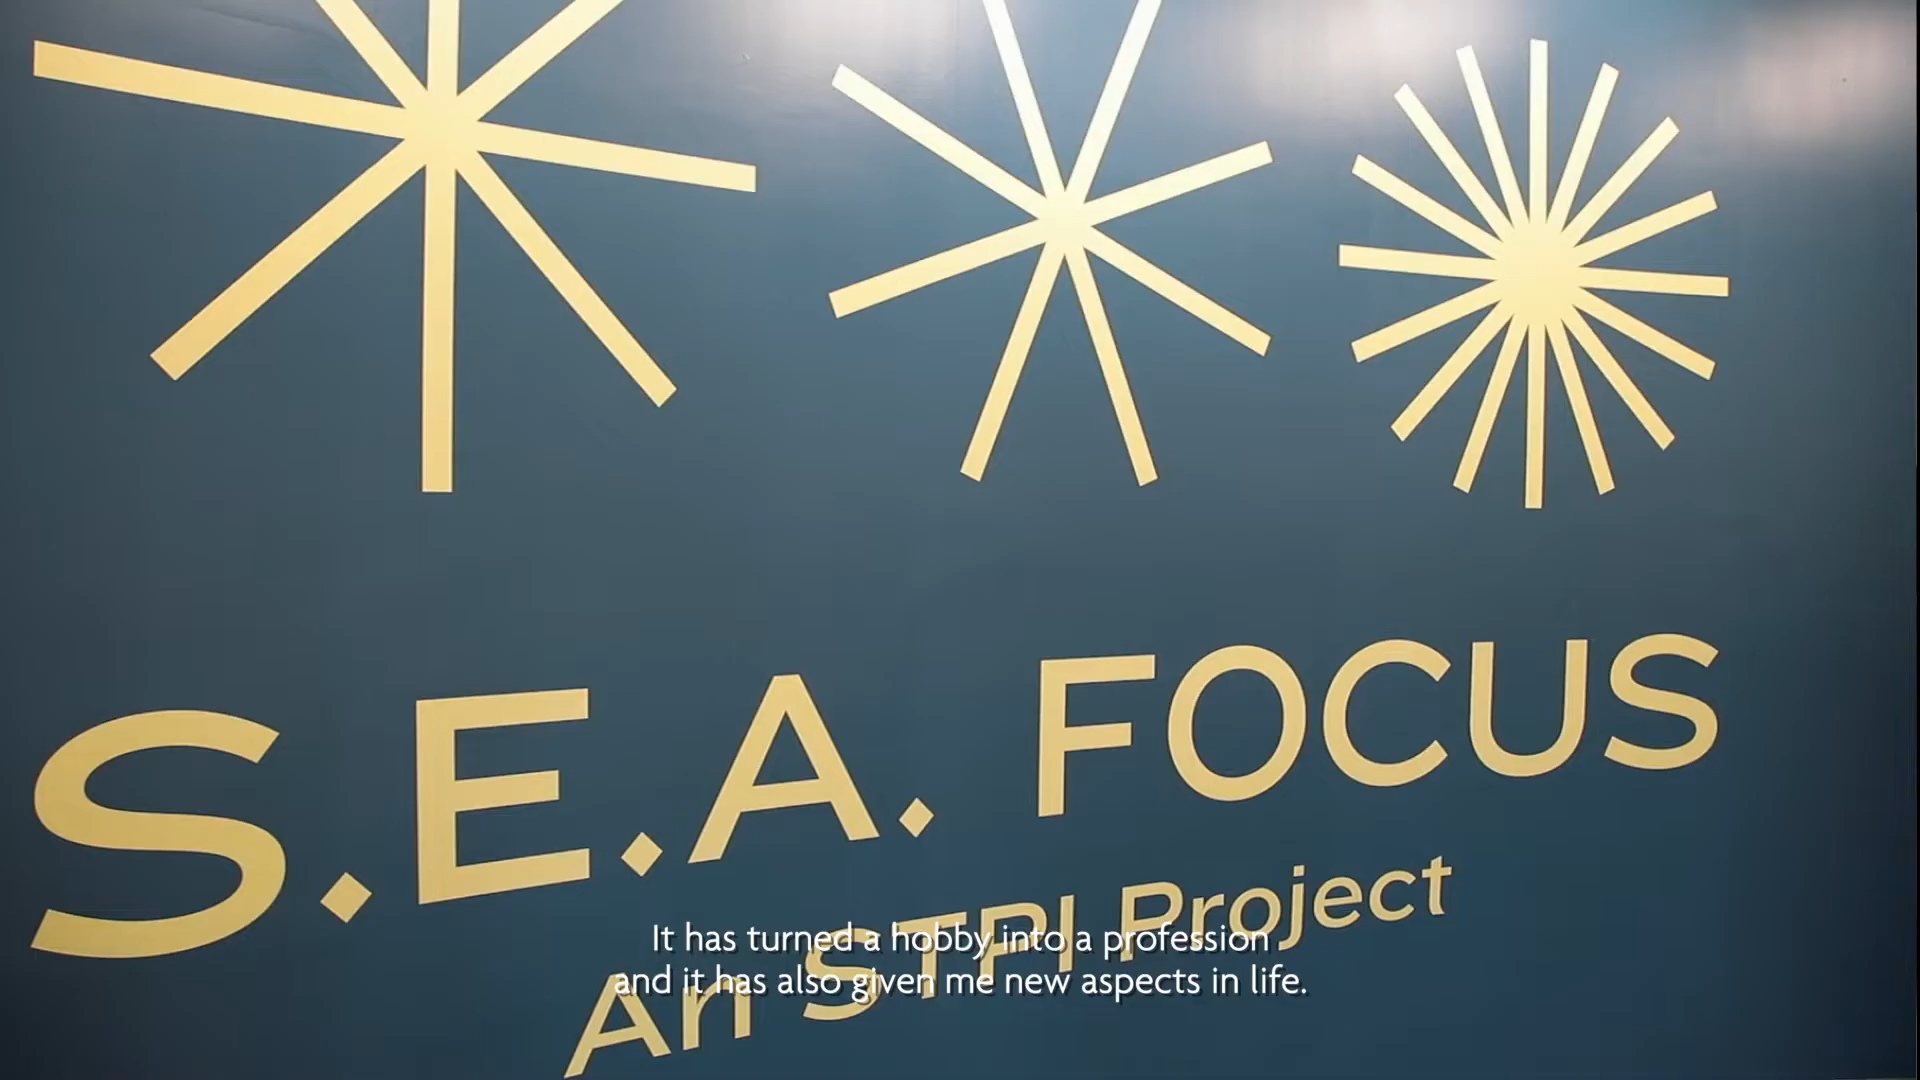 S.E.A. FOCUS
An STPI Project
It has turned a hobby into a profession
and it has also given me new aspects in life.